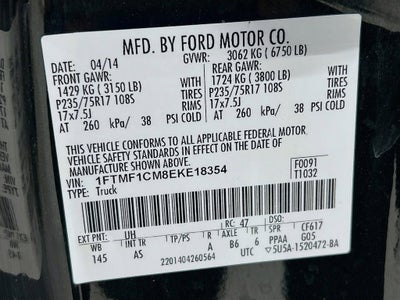 MFD. BY FORD MOTOR CO.
DATE: 04/14 GVWR: 3062 KG ( 6750 LB)
FRONT GAWR: REAR GAWR:
1429 KG ( 3150 LB) 1724 KG ( 3800 LB)
P235/75R17 108S TIRES P235/75R17 108S TIRES
17x7.5J RIMS 17x7.5J RIMS
AT 260 kPa/ 38 PSI COLD AT 260 kPa/ 38 PSI COLD
THIS VEHICLE CONFORMS TO ALL APPLICABLE FEDERAL MOTOR
VEHICLE SAFETY AND THEFT PREVENTION STANDARDS IN EFFECT ON
THE DATE OF MANUFACTURE SHOWN ABOVE.
VIN: 1FTMF1CM8EKE18354
TYPE: Truck
F0091
T1032
EXT PNT: UH RC: 47 DSO:
WB INT TR R AXLE TR SPR CF617
145 AS A B6 6 PPAA G05
2201404260564 UTC 5U5A-1520472-BA